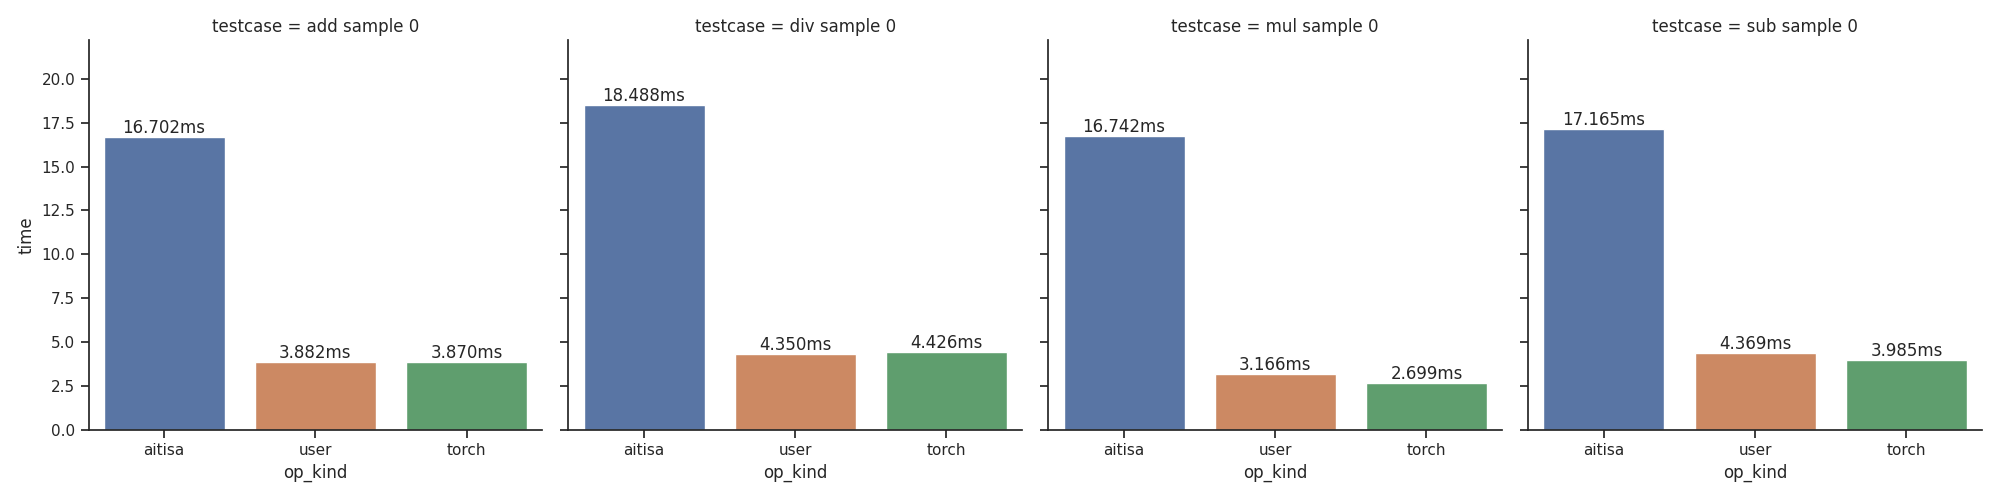 testcase = add sample 0
testcase = div sample 0
testcase = mul sample 0
testcase = sub sample 0
time
20.0
17.5
15.0
12.5
10.0
7.5
5.0
2.5
0.0
16.702ms
3.882ms
3.870ms
18.488ms
4.350ms
4.426ms
16.742ms
3.166ms
2.699ms
17.165ms
4.369ms
3.985ms
aitisa
user
torch
aitisa
user
torch
aitisa
user
torch
aitisa
user
torch
op_kind
op_kind
op_kind
op_kind